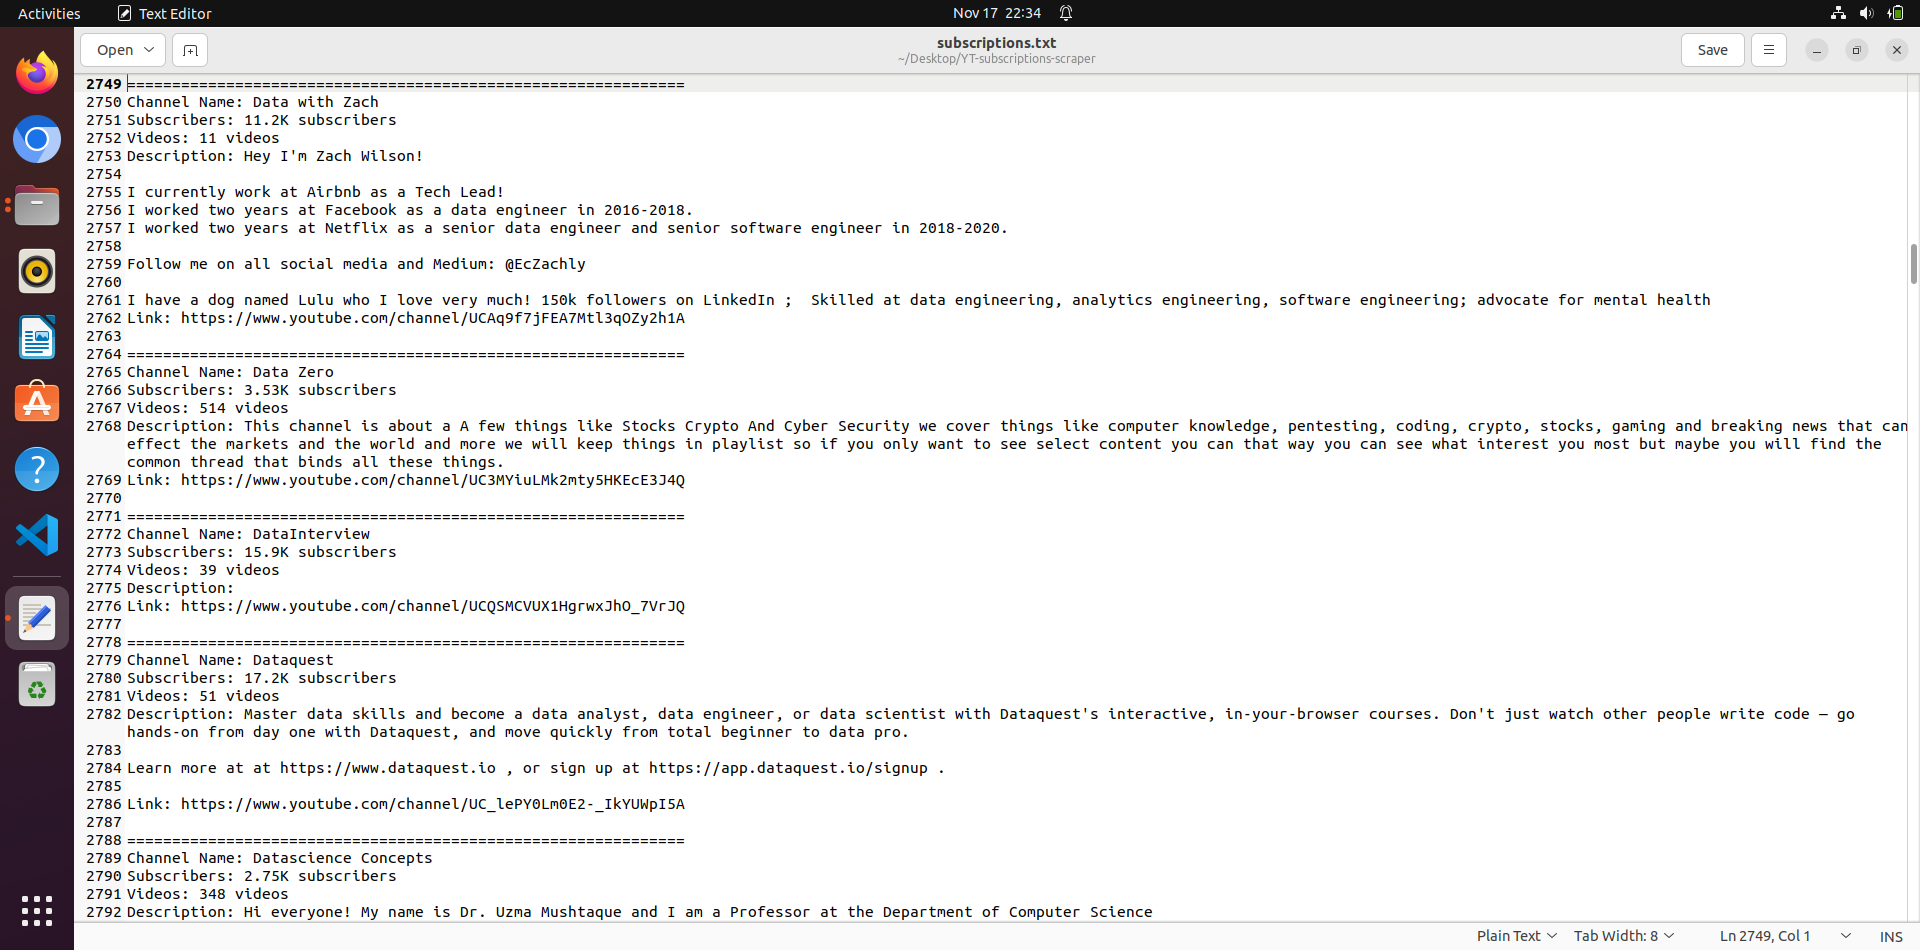 Activities Text Editor Nov 17 22:34
Open subscriptions.txt Save
~/Desktop/YT-subscriptions-scraper
2749 ==============================================================
2750 Channel Name: Data with Zach
2751 Subscribers: 11.2K subscribers
2752 Videos: 11 videos
2753 Description: Hey I'm Zach Wilson!
2754
2755 I currently work at Airbnb as a Tech Lead!
2756 I worked two years at Facebook as a data engineer in 2016-2018.
2757 I worked two years at Netflix as a senior data engineer and senior software engineer in 2018-2020.
2758
2759 Follow me on all social media and Medium: @EcZachly
2760
2761 I have a dog named Lulu who I love very much! 150k followers on LinkedIn ;  Skilled at data engineering, analytics engineering, software engineering; advocate for mental health
2762 Link: https://www.youtube.com/channel/UCAq9f7jFEA7Mtl3qOZy2h1A
2763
2764 ==============================================================
2765 Channel Name: Data Zero
2766 Subscribers: 3.53K subscribers
2767 Videos: 514 videos
2768 Description: This channel is about a A few things like Stocks Crypto And Cyber Security we cover things like computer knowledge, pentesting, coding, crypto, stocks, gaming and breaking news that can
effect the markets and the world and more we will keep things in playlist so if you only want to see select content you can that way you can see what interest you most but maybe you will find the
common thread that binds all these things.
2769 Link: https://www.youtube.com/channel/UC3MYiuLMk2mty5HKEcE3J4Q
2770
2771 ==============================================================
2772 Channel Name: DataInterview
2773 Subscribers: 15.9K subscribers
2774 Videos: 39 videos
2775 Description:
2776 Link: https://www.youtube.com/channel/UCQSMCVUX1HgrwxJhO_7VrJQ
2777
2778 ==============================================================
2779 Channel Name: Dataquest
2780 Subscribers: 17.2K subscribers
2781 Videos: 51 videos
2782 Description: Master data skills and become a data analyst, data engineer, or data scientist with Dataquest's interactive, in-your-browser courses. Don't just watch other people write code — go
hands-on from day one with Dataquest, and move quickly from total beginner to data pro.
2783
2784 Learn more at at https://www.dataquest.io , or sign up at https://app.dataquest.io/signup .
2785
2786 Link: https://www.youtube.com/channel/UC_lePY0Lm0E2-_IkYUWpI5A
2787
2788 ==============================================================
2789 Channel Name: Datascience Concepts
2790 Subscribers: 2.75K subscribers
2791 Videos: 348 videos
2792 Description: Hi everyone! My name is Dr. Uzma Mushtaque and I am a Professor at the Department of Computer Science
Plain Text Tab Width: 8 Ln 2749, Col 1 INS